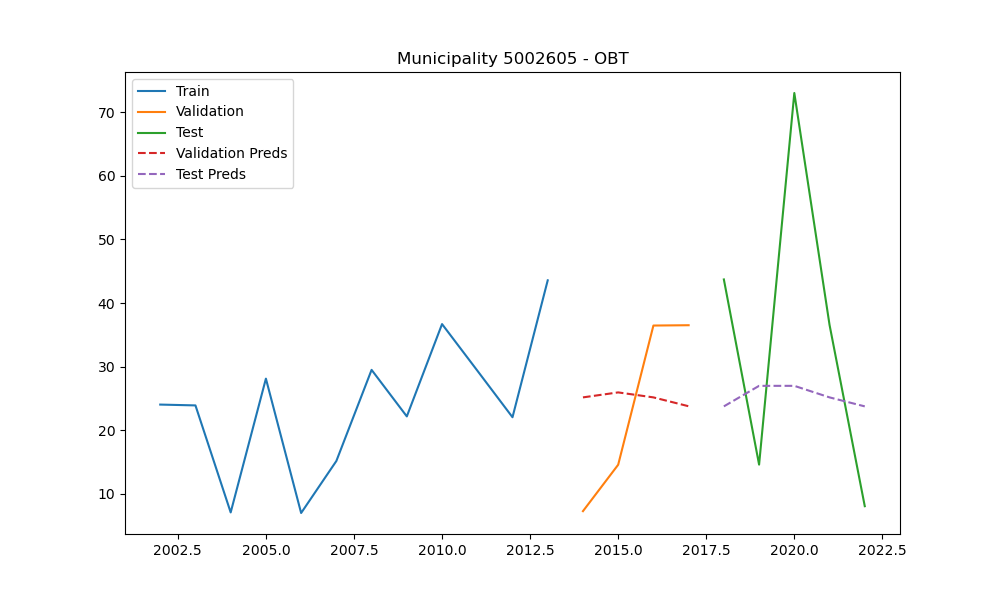 Municipality 5002605 - OBT
Train
Validation
Test
Validation Preds
Test Preds
70
60
50
40
30
20
10
2002.5 2005.0 2007.5 2010.0 2012.5 2015.0 2017.5 2020.0 2022.5